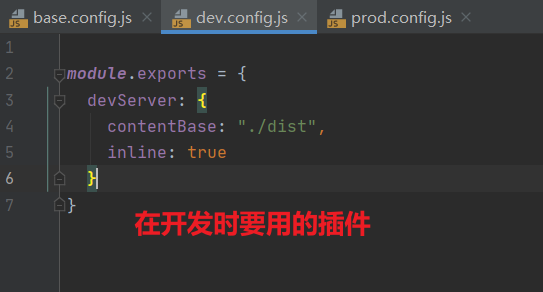 base.config.js dev.config.js prod.config.js
1
2 module.exports = {
3 devServer: {
4 contentBase: "./dist",
5 inline: true
6 }
7 }
在开发时要用的插件